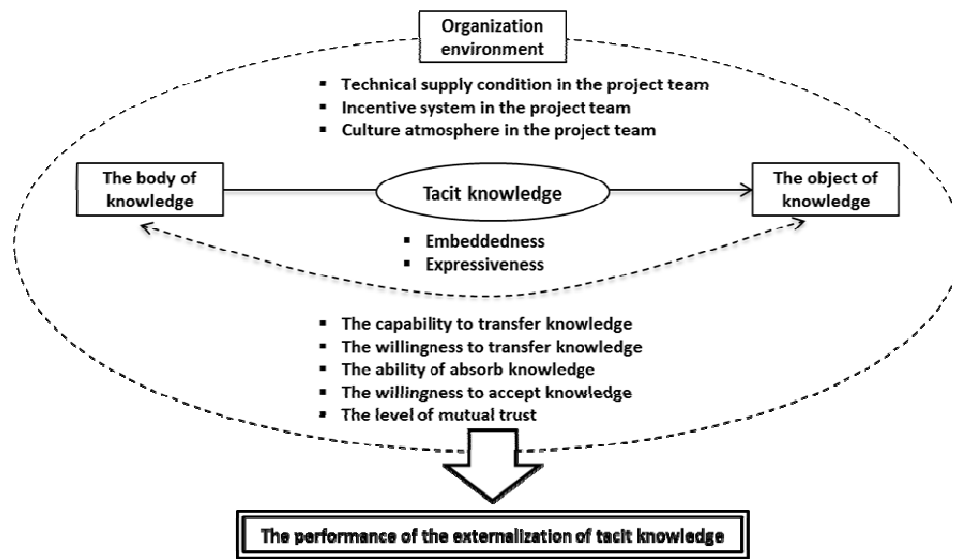 Organization
environment
▪ Technical supply condition in the project team
▪ Incentive system in the project team
▪ Culture atmosphere in the project team
The body of
knowledge
Tacit knowledge
The object of
knowledge
▪ Embeddedness
▪ Expressiveness
▪ The capability to transfer knowledge
▪ The willingness to transfer knowledge
▪ The ability of absorb knowledge
▪ The willingness to accept knowledge
▪ The level of mutual trust
The performance of the externalization of tacit knowledge